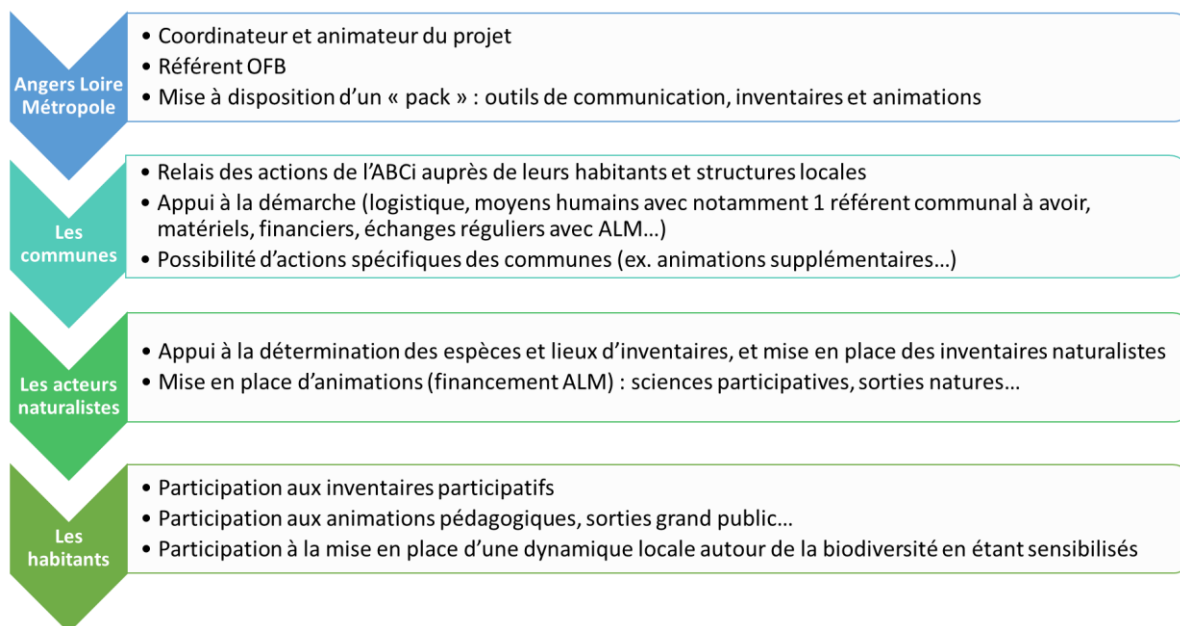 Angers Loire
Métropole
• Coordinateur et animateur du projet
• Référent OFB
• Mise à disposition d’un « pack » : outils de communication, inventaires et animations
Les
communes
• Relais des actions de l’ABCi auprès de leurs habitants et structures locales
• Appui à la démarche (logistique, moyens humains avec notamment 1 référent communal à avoir,
matériels, financiers, échanges réguliers avec ALM…)
• Possibilité d’actions spécifiques des communes (ex. animations supplémentaires…)
Les acteurs
naturalistes
• Appui à la détermination des espèces et lieux d’inventaires, et mise en place des inventaires naturalistes
• Mise en place d’animations (financement ALM) : sciences participatives, sorties natures…
Les
habitants
• Participation aux inventaires participatifs
• Participation aux animations pédagogiques, sorties grand public…
• Participation à la mise en place d’une dynamique locale autour de la biodiversité en étant sensibilisés